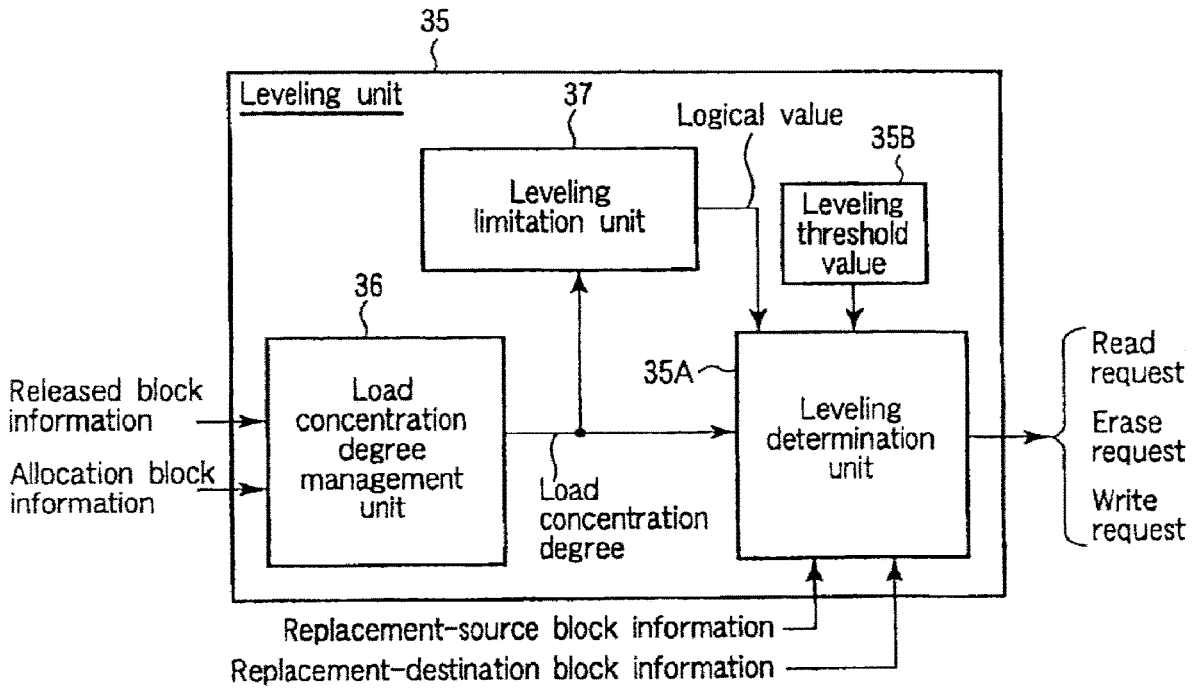 35
Leveling unit
37
Logical value
35B
Leveling
limitation unit
Leveling
threshold
value
36
35A
Read
request
Released block
information
Load
concentration
degree
management
unit
Leveling
determination
unit
Erase
request
Allocation block
information
Load
concentration
degree
Write
request
Replacement-source block information
Replacement-destination block information